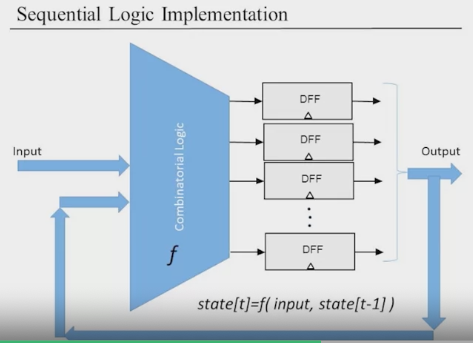 Sequential Logic Implementation
Input
Combinatorial Logic
f
DFF
DFF
DFF
DFF
Output
state[t]=f( input, state[t-1] )